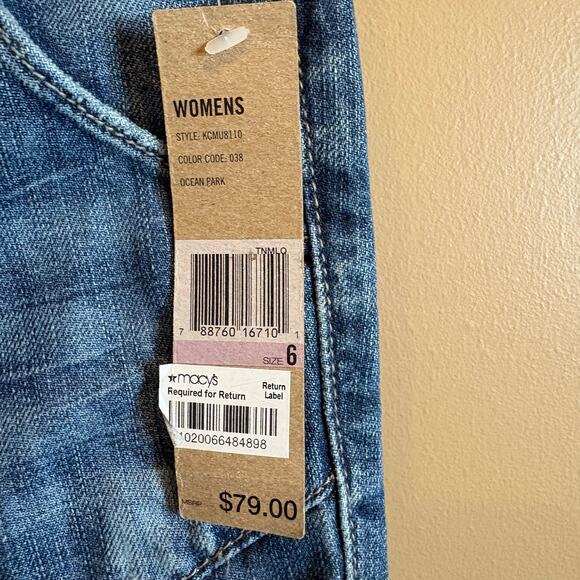 WOMENS
STYLE: KCMU8110
COLOR CODE: 038
OCEAN PARK
TNMLO
7 88760 16710 1
SIZE 6
★macy's Return
Required for Return Label
1020066484898
MSRP $79.00